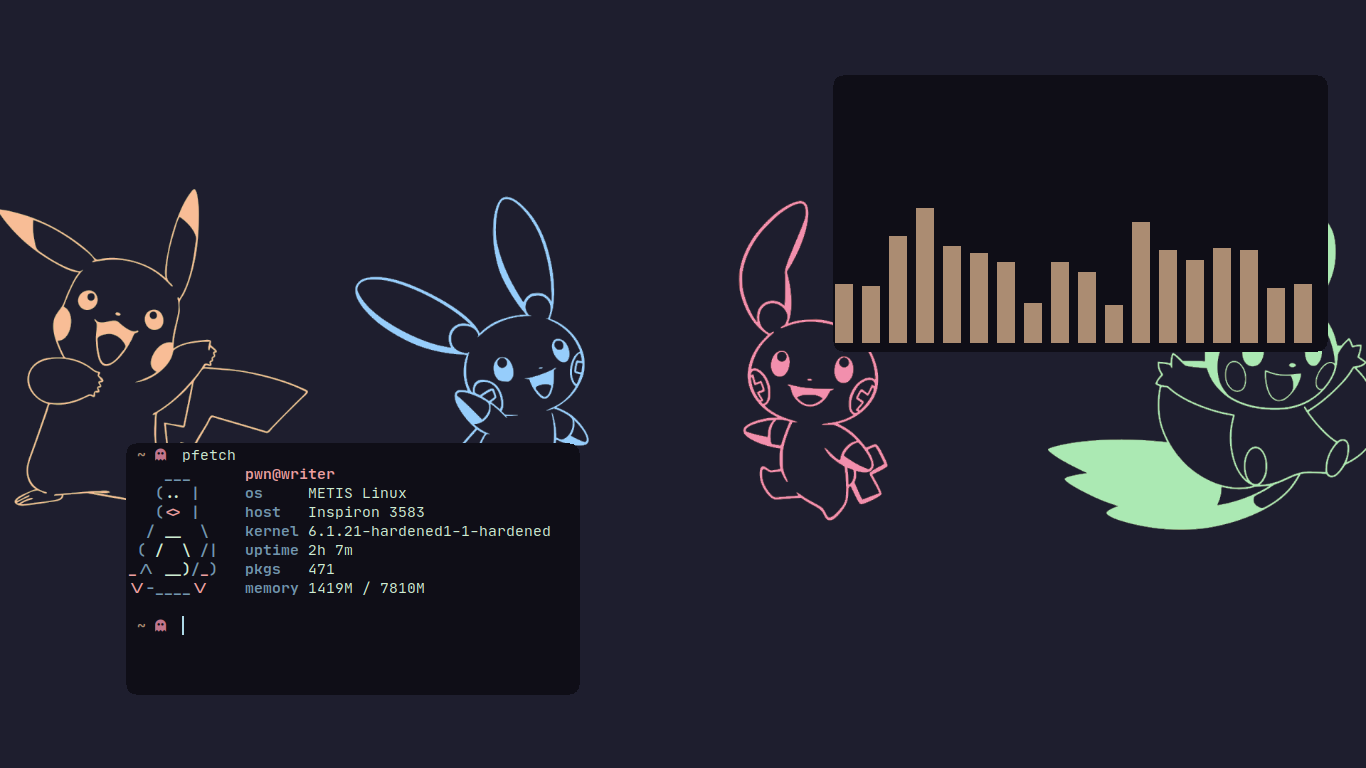 ~ pfetch
pwn@writer
os METIS Linux
host Inspiron 3583
kernel 6.1.21-hardened1-1-hardened
uptime 2h 7m
pkgs 471
memory 1419M / 7810M
~